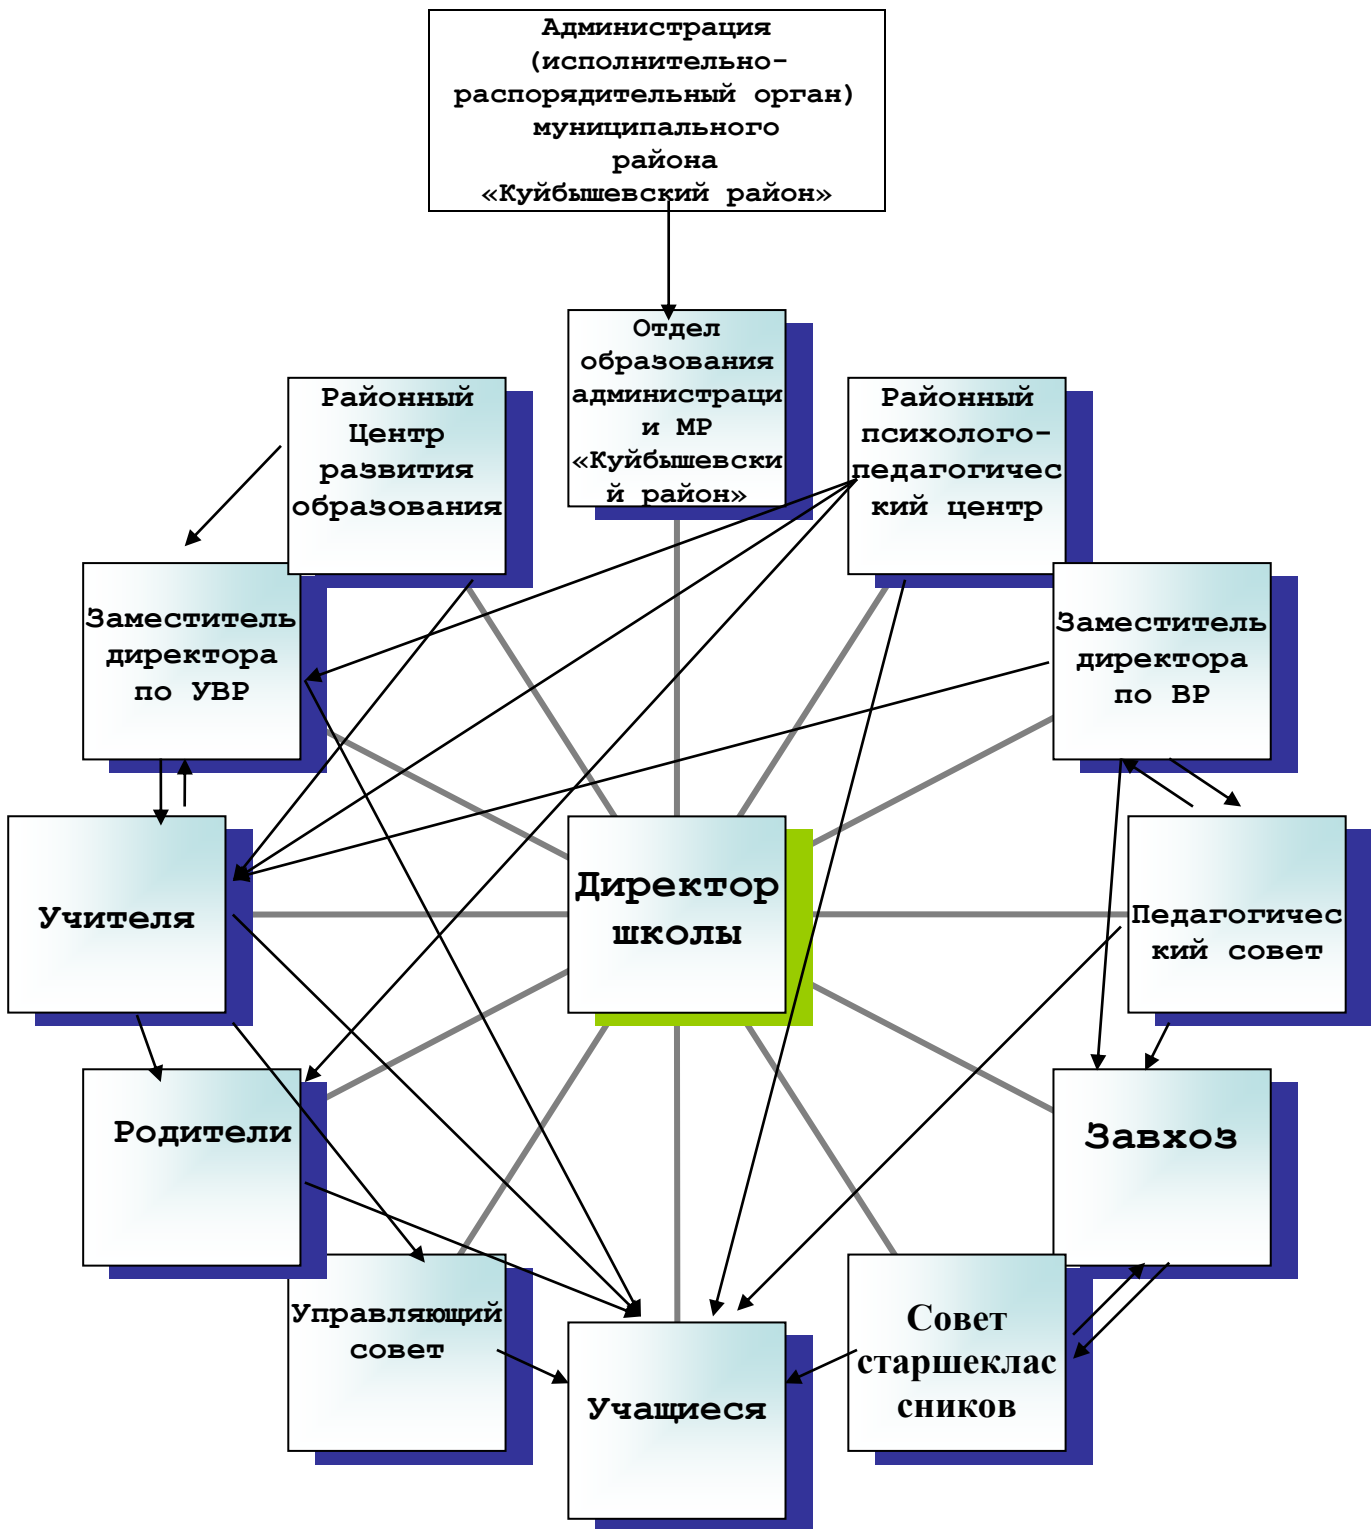 Администрация
(исполнительно-
распорядительный орган)
муниципального
района
«Куйбышевский район»
Отдел
образования
администраци
и МР
«Куйбышевски
й район»
Районный
Центр
развития
образования
Районный
психолого-
педагогичес
кий центр
Заместитель
директора
по УВР
Заместитель
директора
по ВР
Учителя
Директор
школы
Педагогичес
кий совет
Родители
Завхоз
Управляющий
совет
Учащиеся
Совет
старшеклас
сников